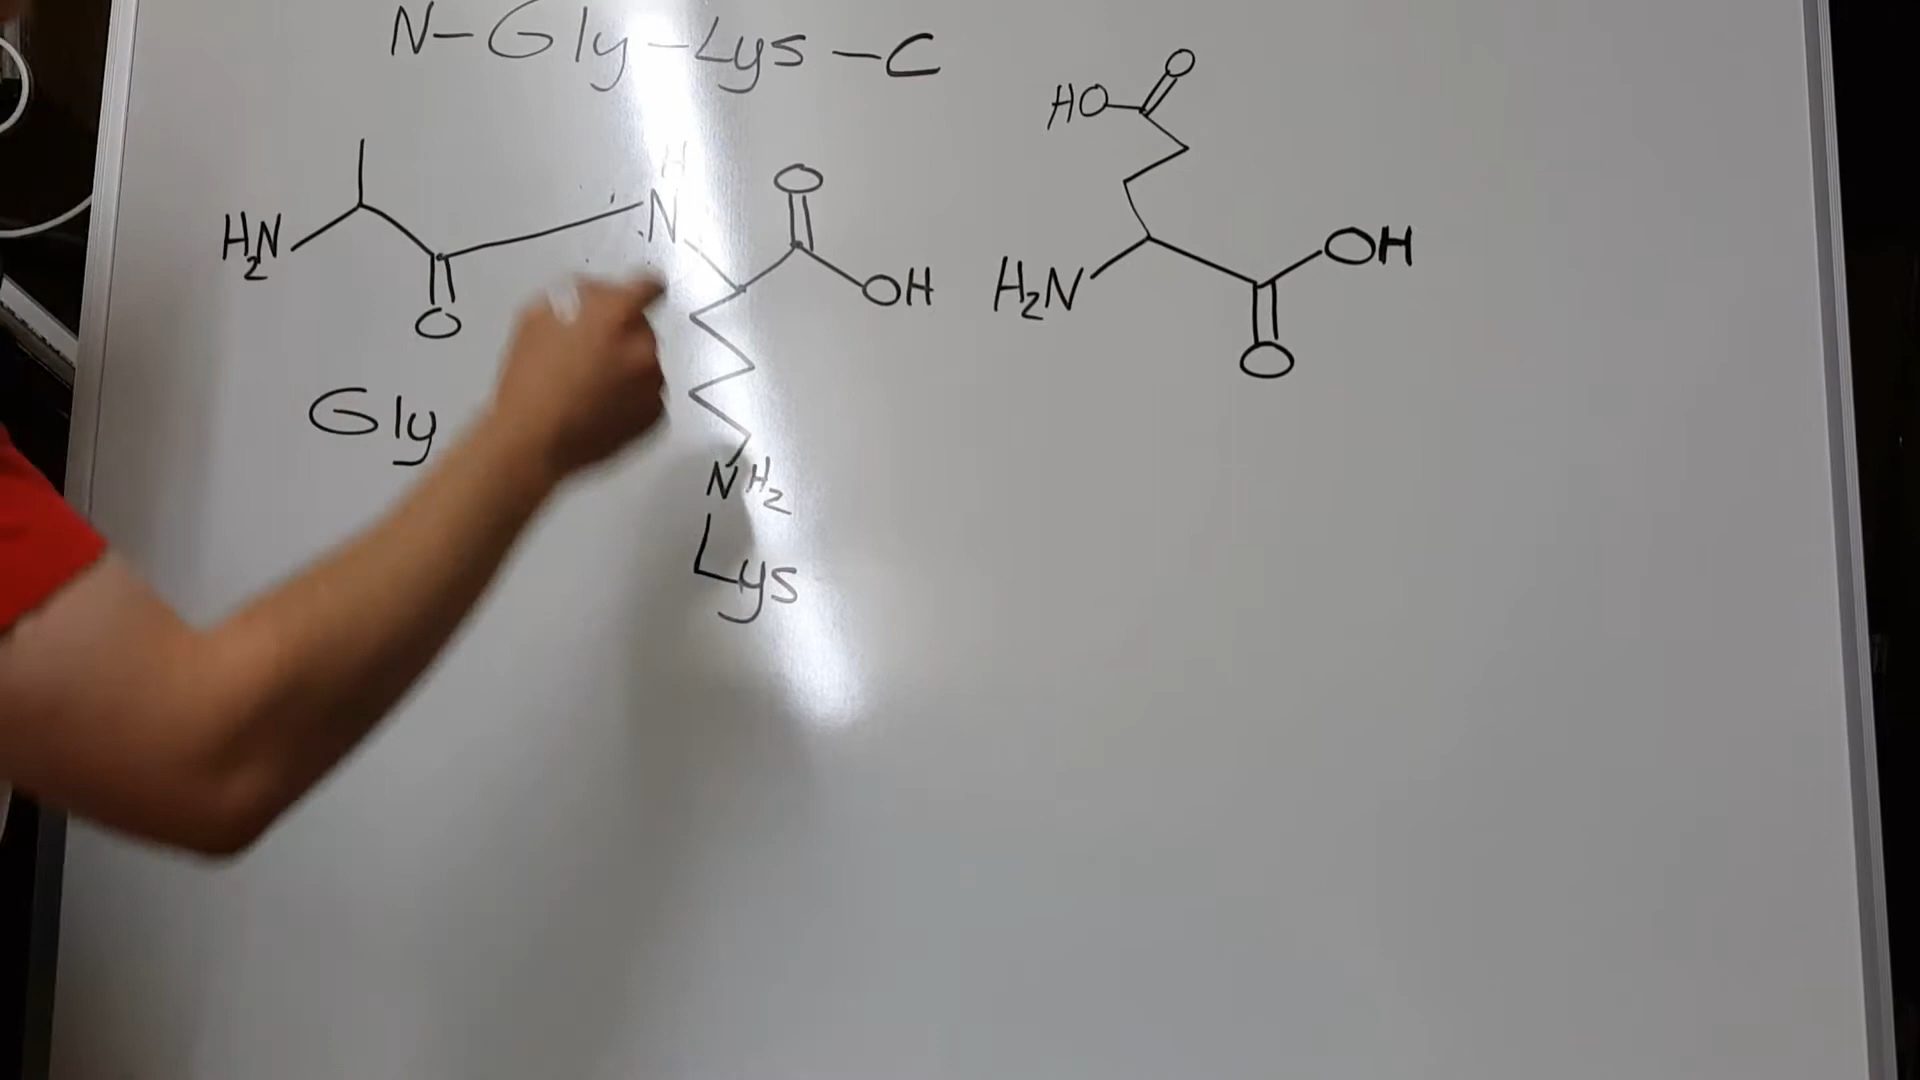 N-Gly-Lys-C
HO O
H O
H₂N N OH
O OH H₂N O
Gly
NH₂
Lys